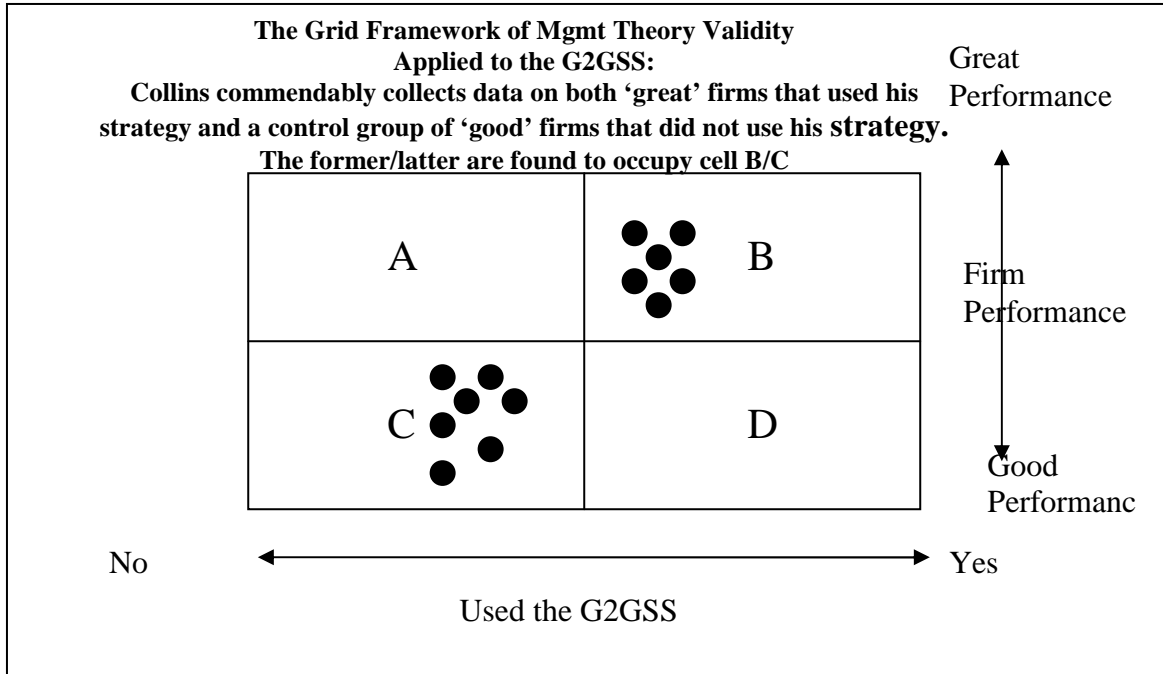 The Grid Framework of Mgmt Theory Validity
Applied to the G2GSS:
Collins commendably collects data on both ‘great’ firms that used his
strategy and a control group of ‘good’ firms that did not use his strategy.
The former/latter are found to occupy cell B/C
Great
Performance
A
B
Firm
Performance
C
D
Good
Performanc
No
Yes
Used the G2GSS